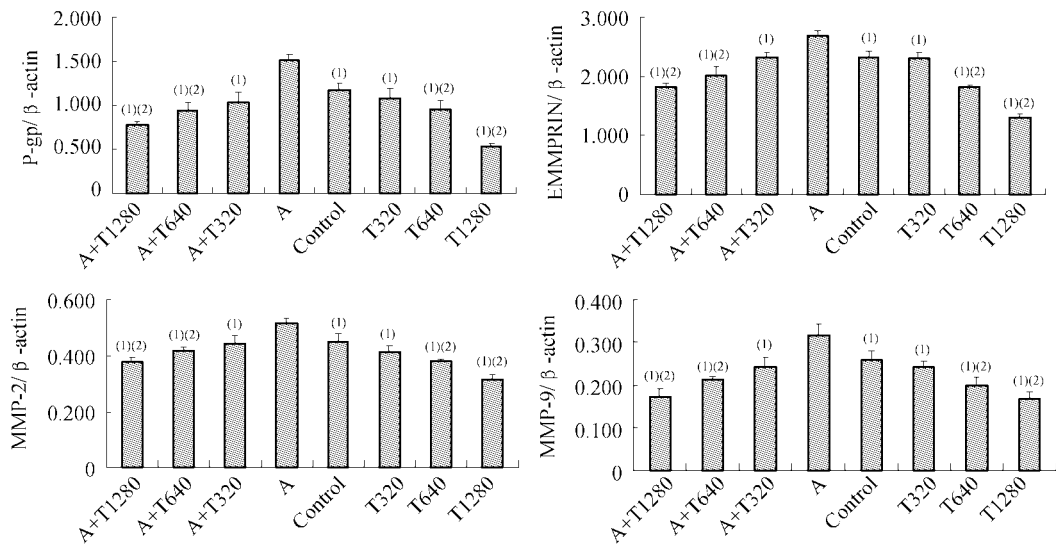 P-gp/ β -actin
2.000
1.500
1.000
0.500
0
(1)(2)
(1)(2)
(1)
(1)
(1)
(1)(2)
(1)(2)
A+T1280
A+T640
A+T320
A
Control
T320
T640
T1280
EMMPRIN/ β -actin
3.000
2.000
1.000
0.000
(1)(2)
(1)(2)
(1)
(1)
(1)
(1)(2)
(1)(2)
A+T1280
A+T640
A+T320
A
Control
T320
T640
T1280
MMP-2/ β -actin
0.600
0.400
0.200
0
(1)(2)
(1)(2)
(1)
(1)
(1)
(1)(2)
(1)(2)
A+T1280
A+T640
A+T320
A
Control
T320
T640
T1280
MMP-9/ β -actin
0.400
0.300
0.200
0.100
0
(1)(2)
(1)(2)
(1)
(1)
(1)
(1)(2)
(1)(2)
A+T1280
A+T640
A+T320
A
Control
T320
T640
T1280